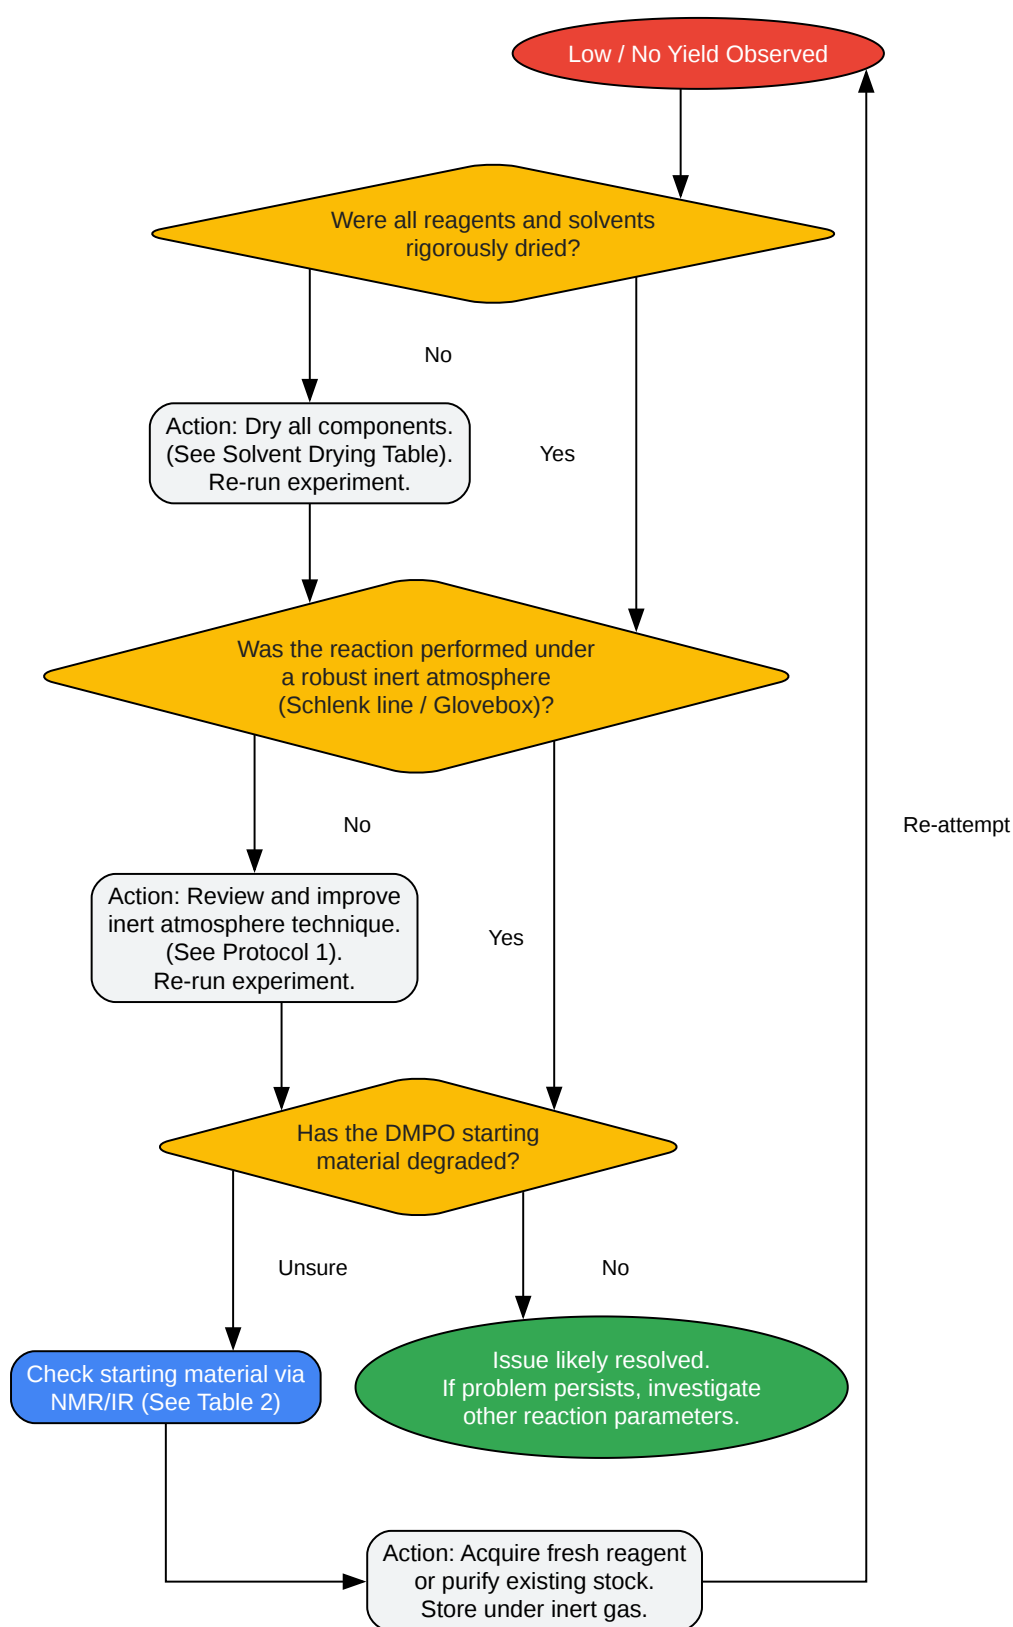 Low / No Yield Observed
Were all reagents and solvents
rigorously dried?
No
Action: Dry all components.
(See Solvent Drying Table).
Re-run experiment.
Yes
Was the reaction performed under
a robust inert atmosphere
(Schlenk line / Glovebox)?
No
Re-attempt
Action: Review and improve
inert atmosphere technique.
(See Protocol 1).
Re-run experiment.
Yes
Has the DMPO starting
material degraded?
Unsure
No
Check starting material via
NMR/IR (See Table 2)
Issue likely resolved.
If problem persists, investigate
other reaction parameters.
Action: Acquire fresh reagent
or purify existing stock.
Store under inert gas.